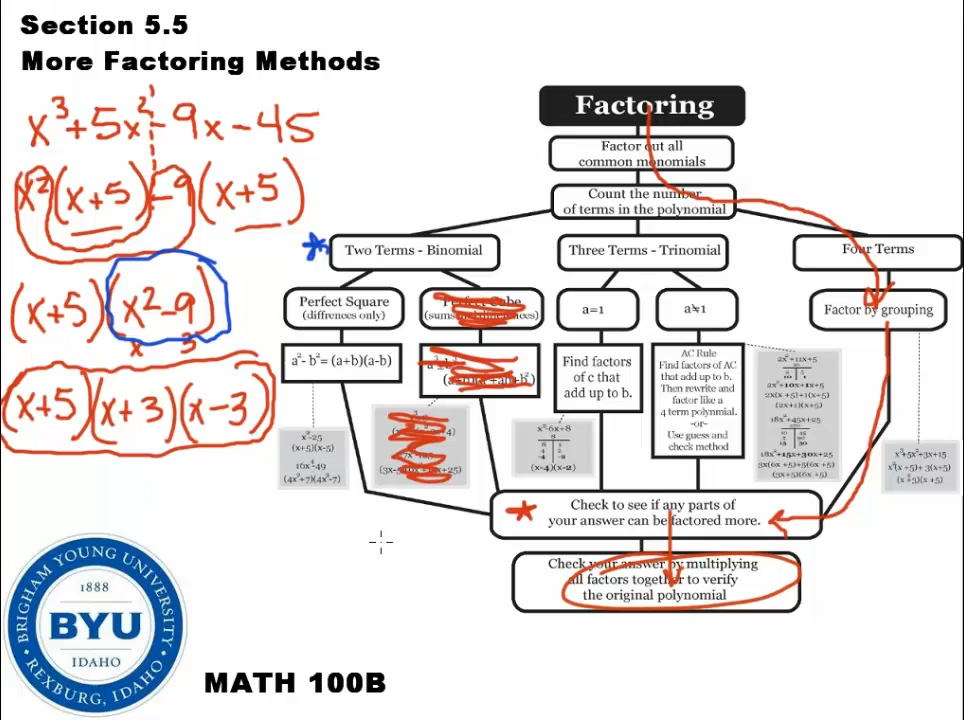 Section 5.5
More Factoring Methods
x³+5x²-9x-45
x²(x+5)-9(x+5)
(x+5)(x²-9)
x 3
(x+5)(x+3)(x-3)
Factoring
Factor out all
common monomials
Count the number
of terms in the polynomial
Two Terms - Binomial
Three Terms - Trinomial
Four Terms
Perfect Square
(diffrences only)
Perfect Cube
a=1
a≠1
Factor by grouping
a²- b²= (a+b)(a-b)
Find factors
of c that
add up to b.
AC Rule
Find factors of AC
that add up to b.
Then rewrite and
factor like a
4 term polynmial.
-or-
Use guess and
check method
2x²+11x+5
2x²+10x+1x+5
2x(x+5)+1(x+5)
(2x+1)(x+5)
18x²+45x+25
18x²+15x+30x+25
3x(6x+5)+5(6x+5)
(3x+5)(6x+5)
x²-25
(x+5)(x-5)
16x⁴-49
(4x²+7)(4x²-7)
x²-6x+8
(x-4)(x-2)
x³+5x²+3x+15
x²(x+5)+3(x+5)
Check to see if any parts of
your answer can be factored more.
Check your answer by multiplying
all factors together to verify
the original polynomial
BRIGHAM YOUNG UNIVERSITY
1888
BYU
IDAHO
REXBURG, IDAHO
MATH 100B